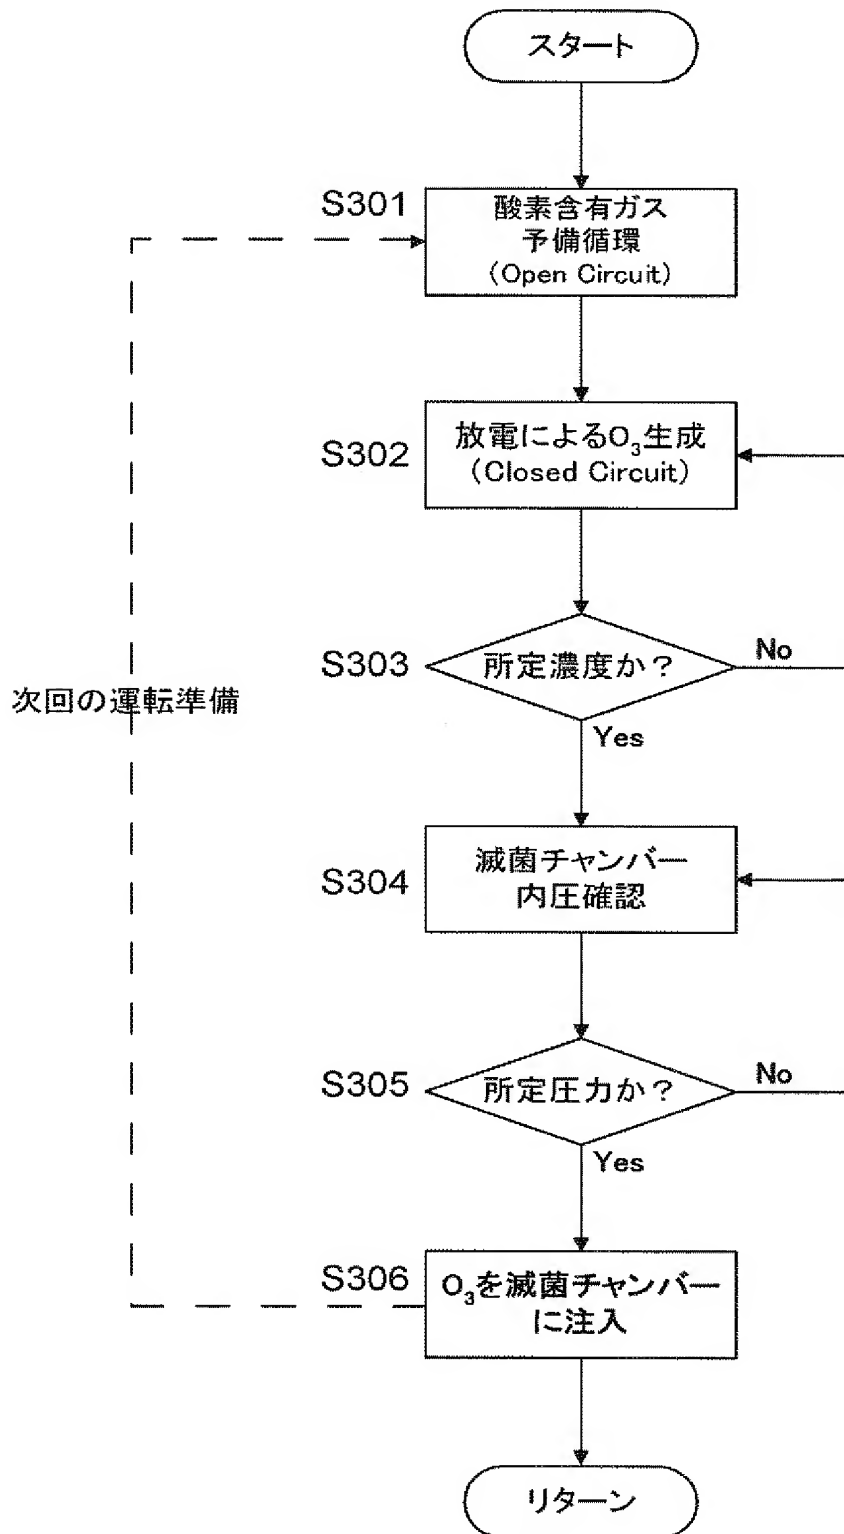 スタート
S301
酸素含有ガス
予備循環
(Open Circuit)
S302
放電によるO₃生成
(Closed Circuit)
S303
所定濃度か？
No
Yes
次回の運転準備
S304
滅菌チャンバー
内圧確認
S305
所定圧力か？
No
Yes
S306
O₃を滅菌チャンバー
に注入
リターン